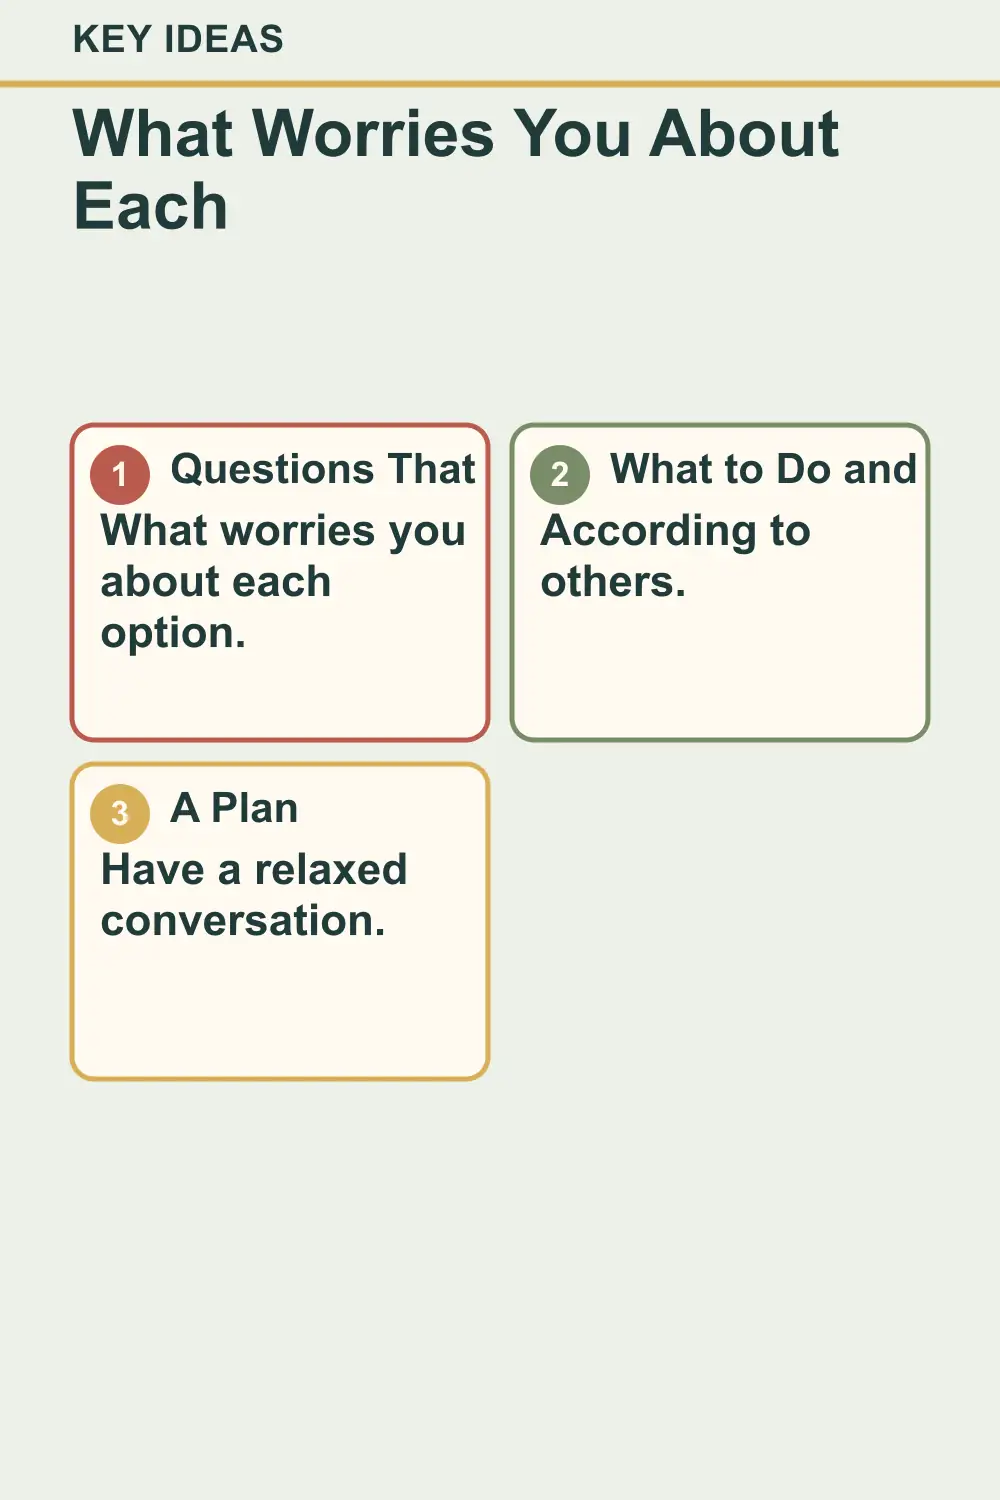 KEY IDEAS
What Worries You About
Each
1 Questions That
What worries you
about each
option.
2 What to Do and
According to
others.
3 A Plan
Have a relaxed
conversation.